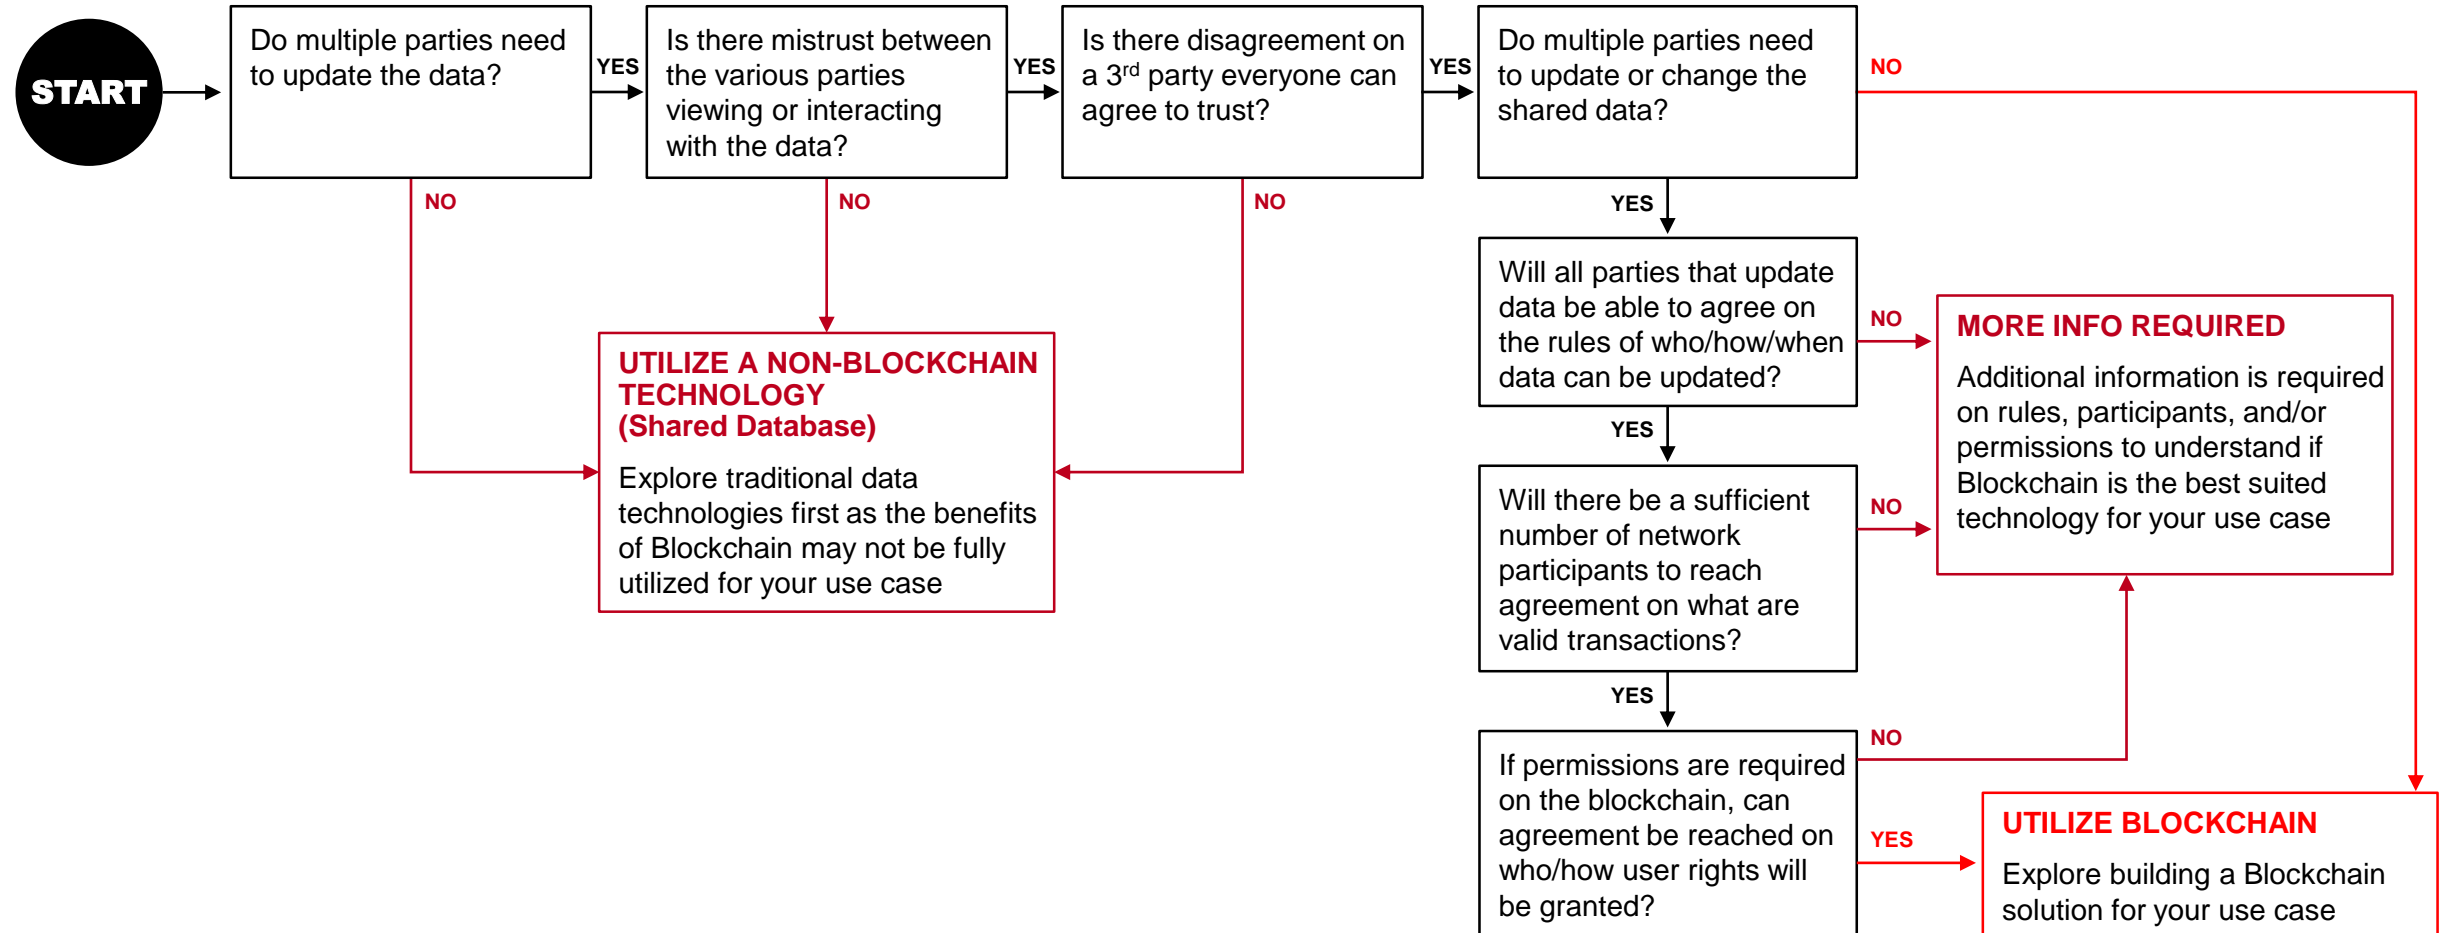 START
Do multiple parties need
to update the data?
YES
NO
Is there mistrust between
the various parties
viewing or interacting
with the data?
YES
NO
Is there disagreement on
a 3rd party everyone can
agree to trust?
YES
NO
Do multiple parties need
to update or change the
shared data?
NO
YES
Will all parties that update
data be able to agree on
the rules of who/how/when
data can be updated?
NO
YES
Will there be a sufficient
number of network
participants to reach
agreement on what are
valid transactions?
NO
YES
If permissions are required
on the blockchain, can
agreement be reached on
who/how user rights will
be granted?
NO
YES
UTILIZE A NON-BLOCKCHAIN
TECHNOLOGY
(Shared Database)
Explore traditional data
technologies first as the benefits
of Blockchain may not be fully
utilized for your use case
MORE INFO REQUIRED
Additional information is required
on rules, participants, and/or
permissions to understand if
Blockchain is the best suited
technology for your use case
UTILIZE BLOCKCHAIN
Explore building a Blockchain
solution for your use case